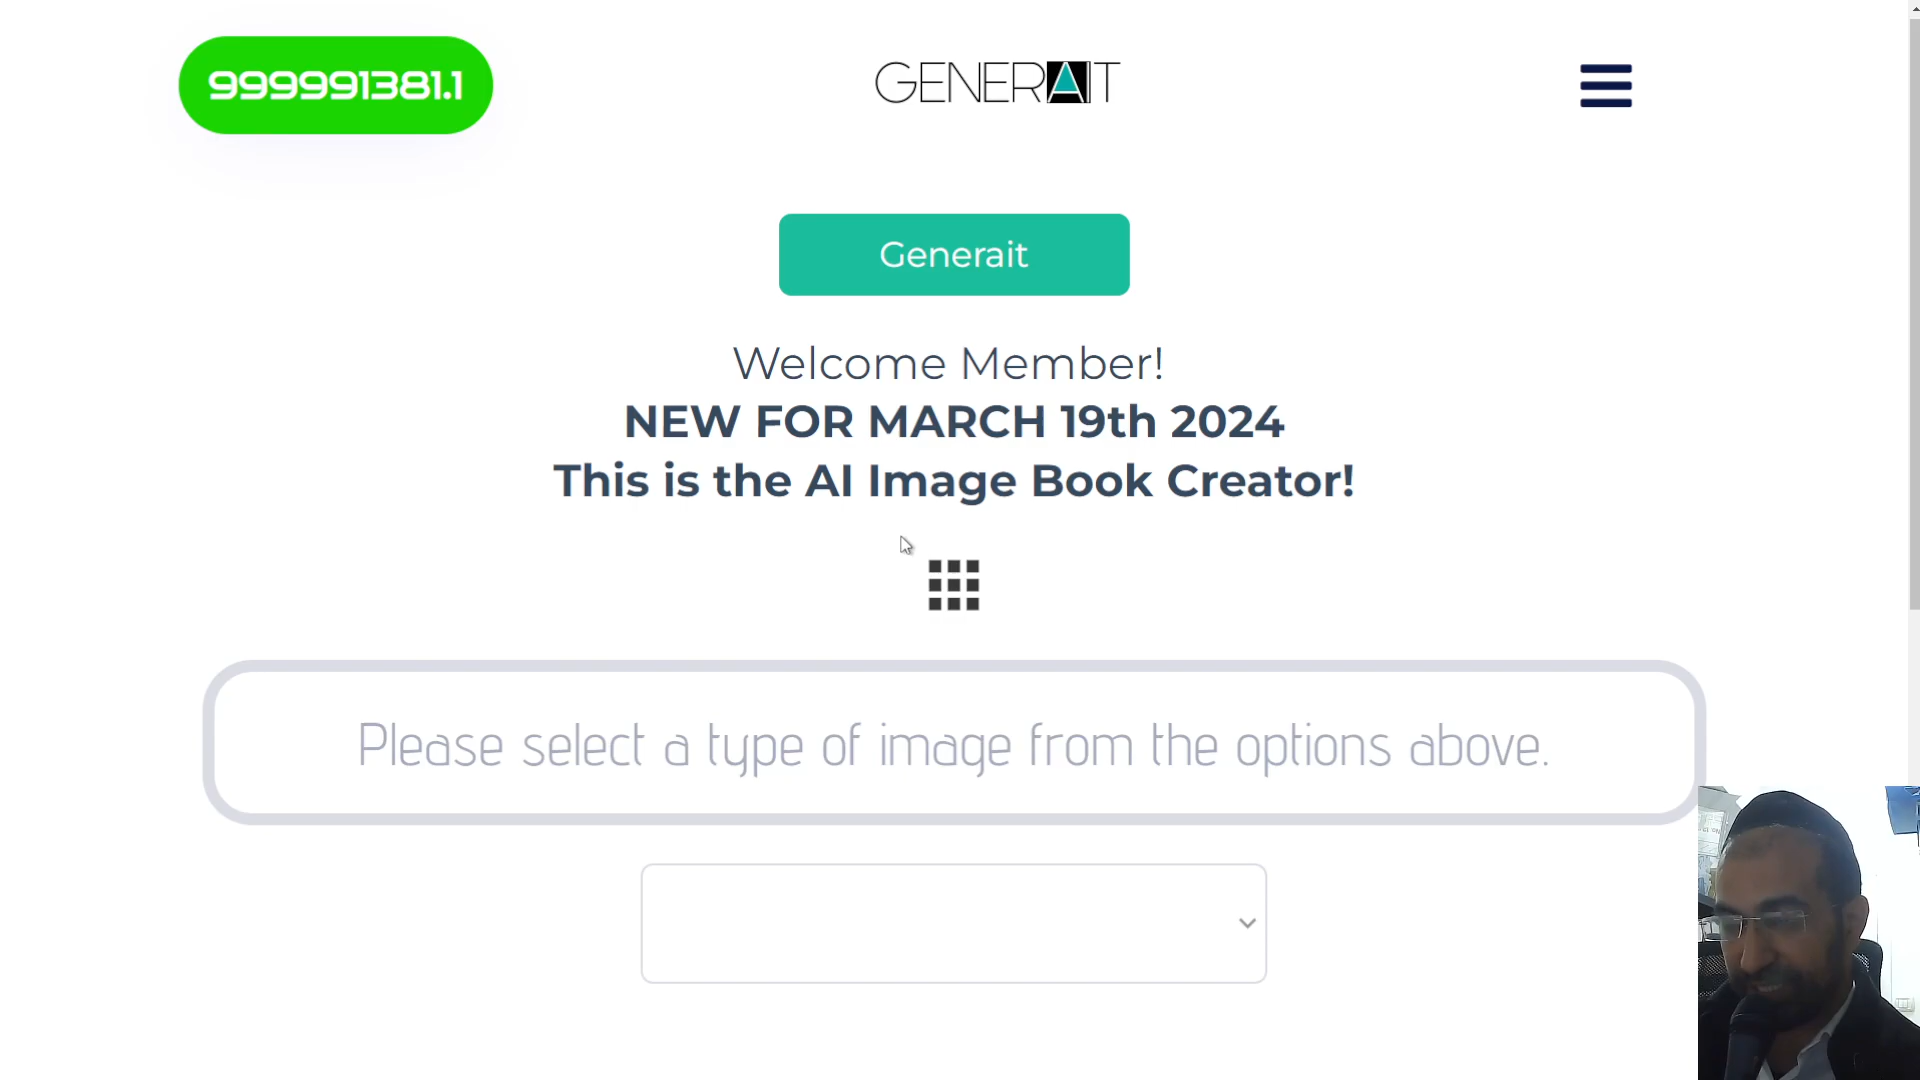 999991381.1
GENERAIT
Generait
Welcome Member!
NEW FOR MARCH 19th 2024
This is the AI Image Book Creator!
Please select a type of image from the options above.